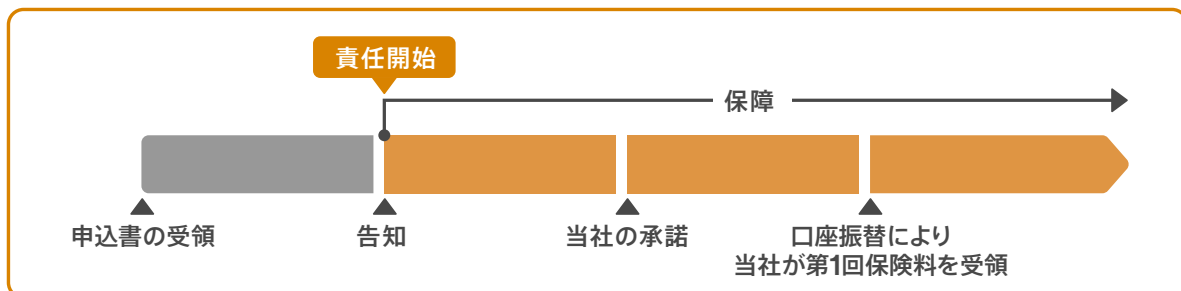 責任開始
保障
申込書の受領
告知
当社の承諾
口座振替により
当社が第1回保険料を受領